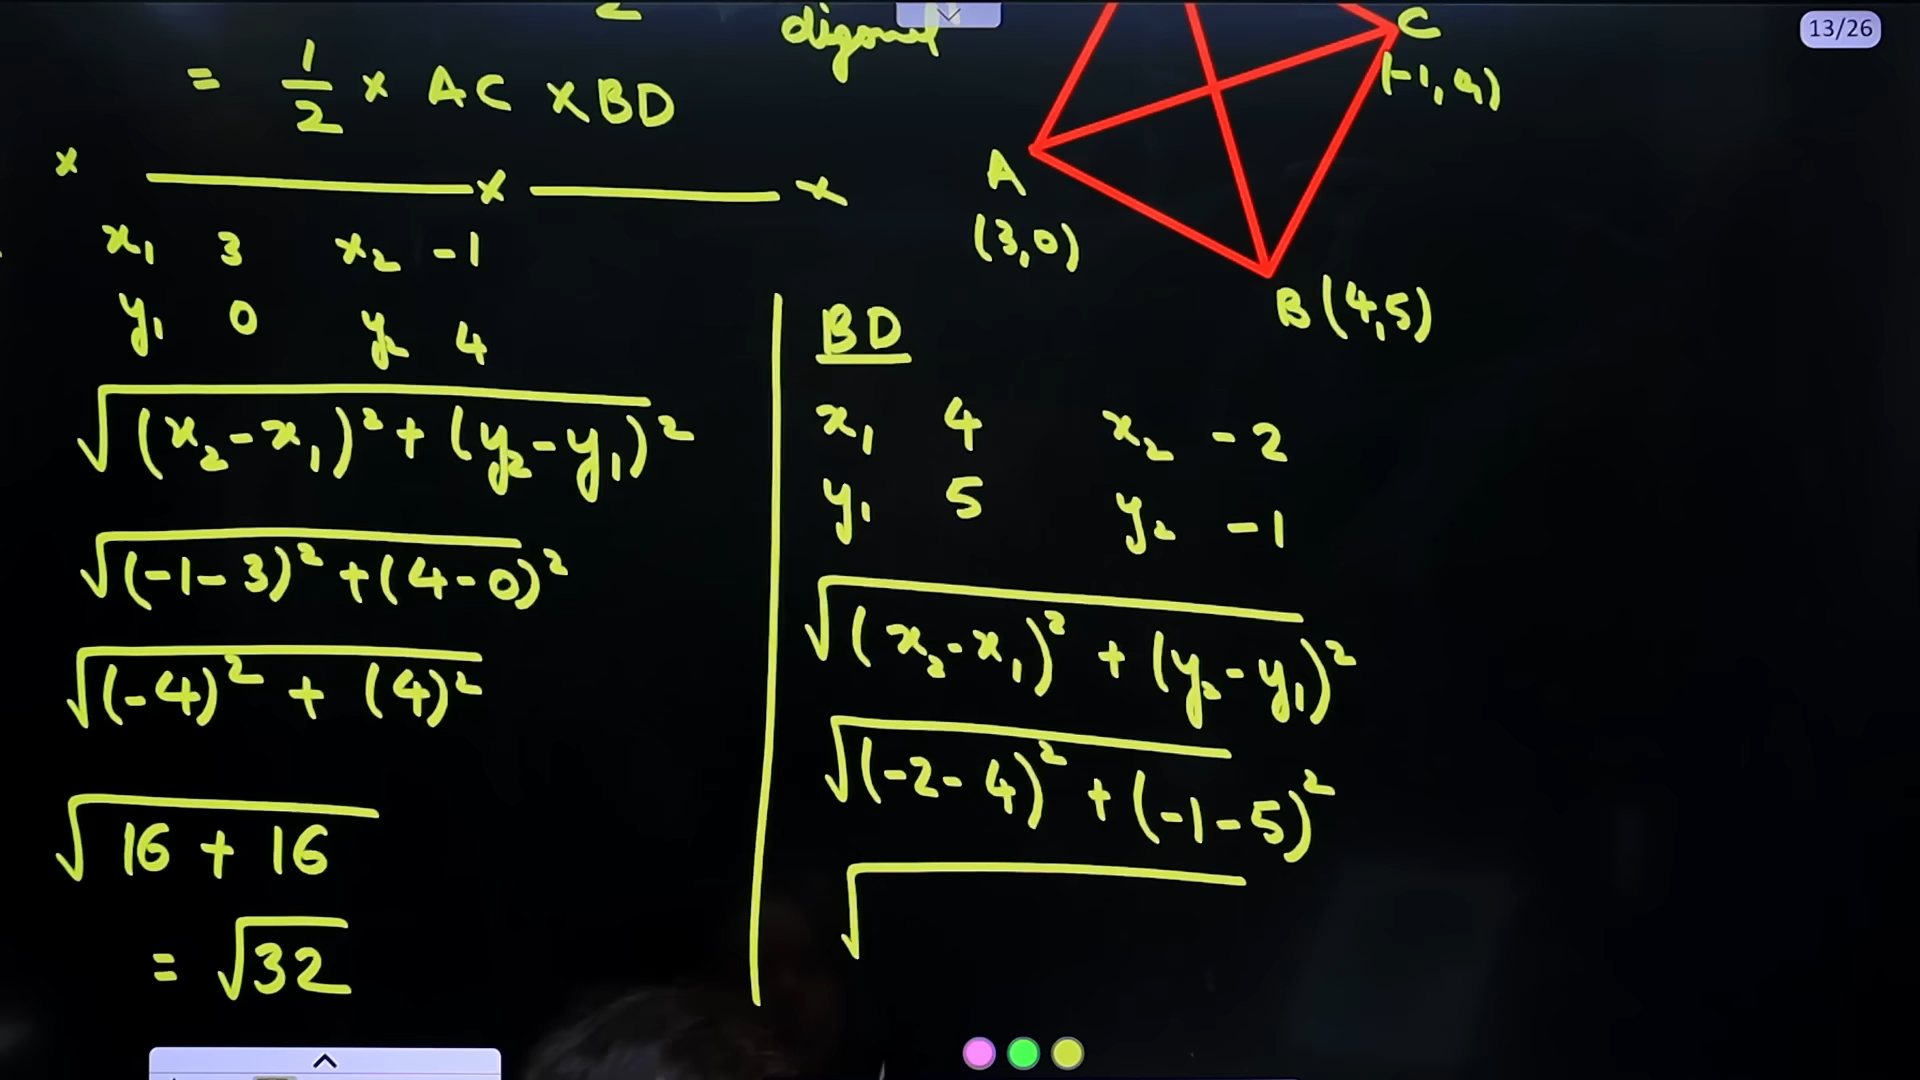 digonal
= 1/2 × AC × BD
C
(-1,4)
A
(3,0)
B (4,5)
x ———x ——— x
x₁ 3 x₂ -1
y₁ 0 y₂ 4
√(x₂-x₁)²+(y₂-y₁)²
√(-1-3)²+(4-0)²
√(-4)² + (4)²
√16 + 16
= √32
BD
x₁ 4 x₂ -2
y₁ 5 y₂ -1
√(x₂-x₁)² + (y₂-y₁)²
√(-2-4)² + (-1-5)²
√
13/26